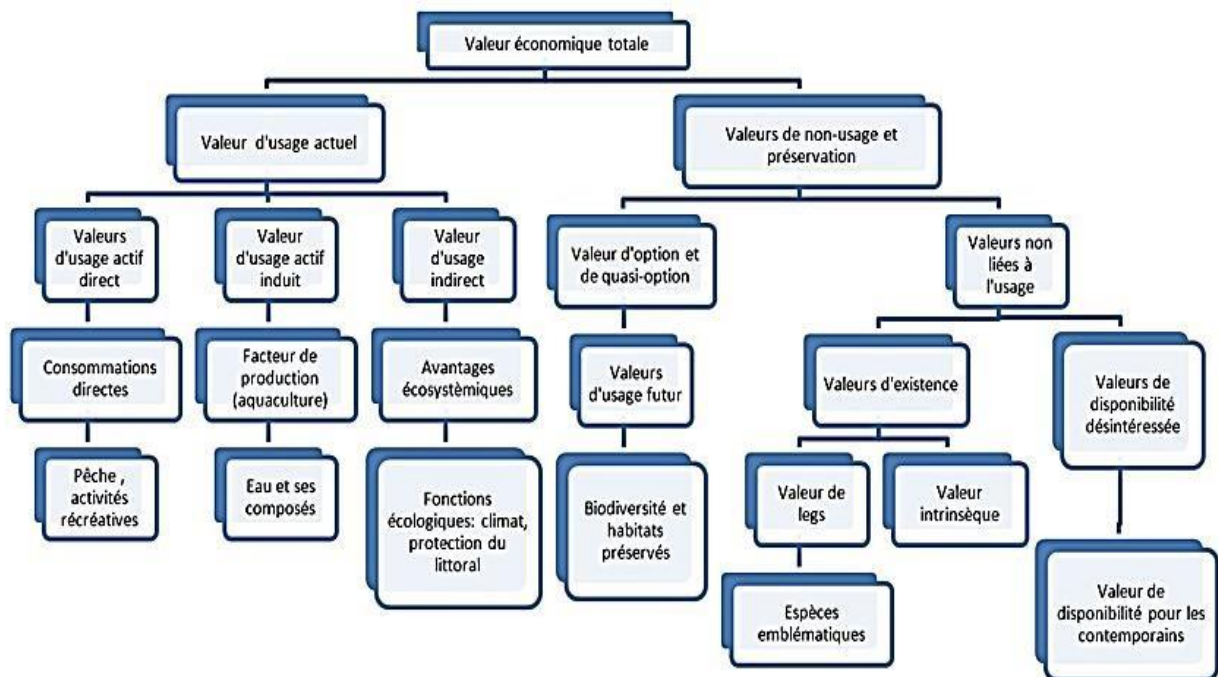 Valeur économique totale
Valeur d'usage actuel
Valeurs de non-usage et
préservation
Valeurs
d'usage actif
direct
Valeur
d'usage actif
induit
Valeur
d'usage
indirect
Valeur d'option et
de quasi-option
Valeurs non
liées à
l'usage
Consommations
directes
Facteur de
production
(aquaculture)
Avantages
écosystèmiques
Valeurs
d'usage futur
Valeurs d'existence
Valeurs de
disponibilité
désintéressée
Pêche ,
activités
récréatives
Eau et ses
composés
Fonctions
écologiques: climat,
protection du
littoral
Biodiversité et
habitats
préservés
Valeur de
legs
Valeur
intrinsèque
Espèces
emblématiques
Valeur de
disponibilité pour les
contemporains